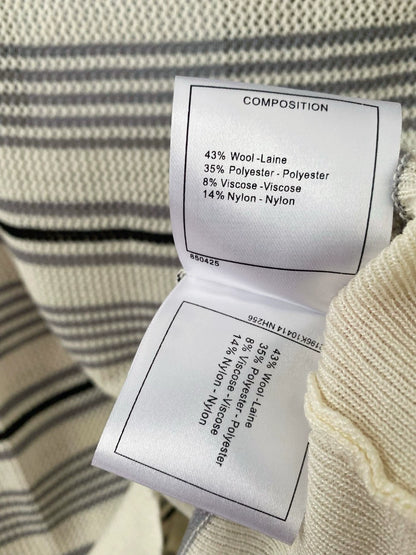 COMPOSITION
43% Wool -Laine
35% Polyester - Polyester
8% Viscose -Viscose
14% Nylon - Nylon
650425
43% Wool-Laine
35% Polyester - Polyester
8% Viscose -Viscose
14% Nylon - Nylon